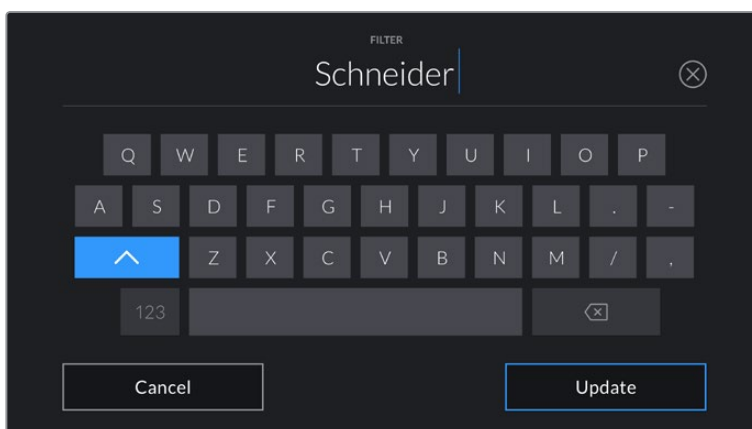 FILTER
Schneider
Q W E R T Y U I O P
A S D F G H J K L . -
Z X C V B N M / ,
123
Cancel Update